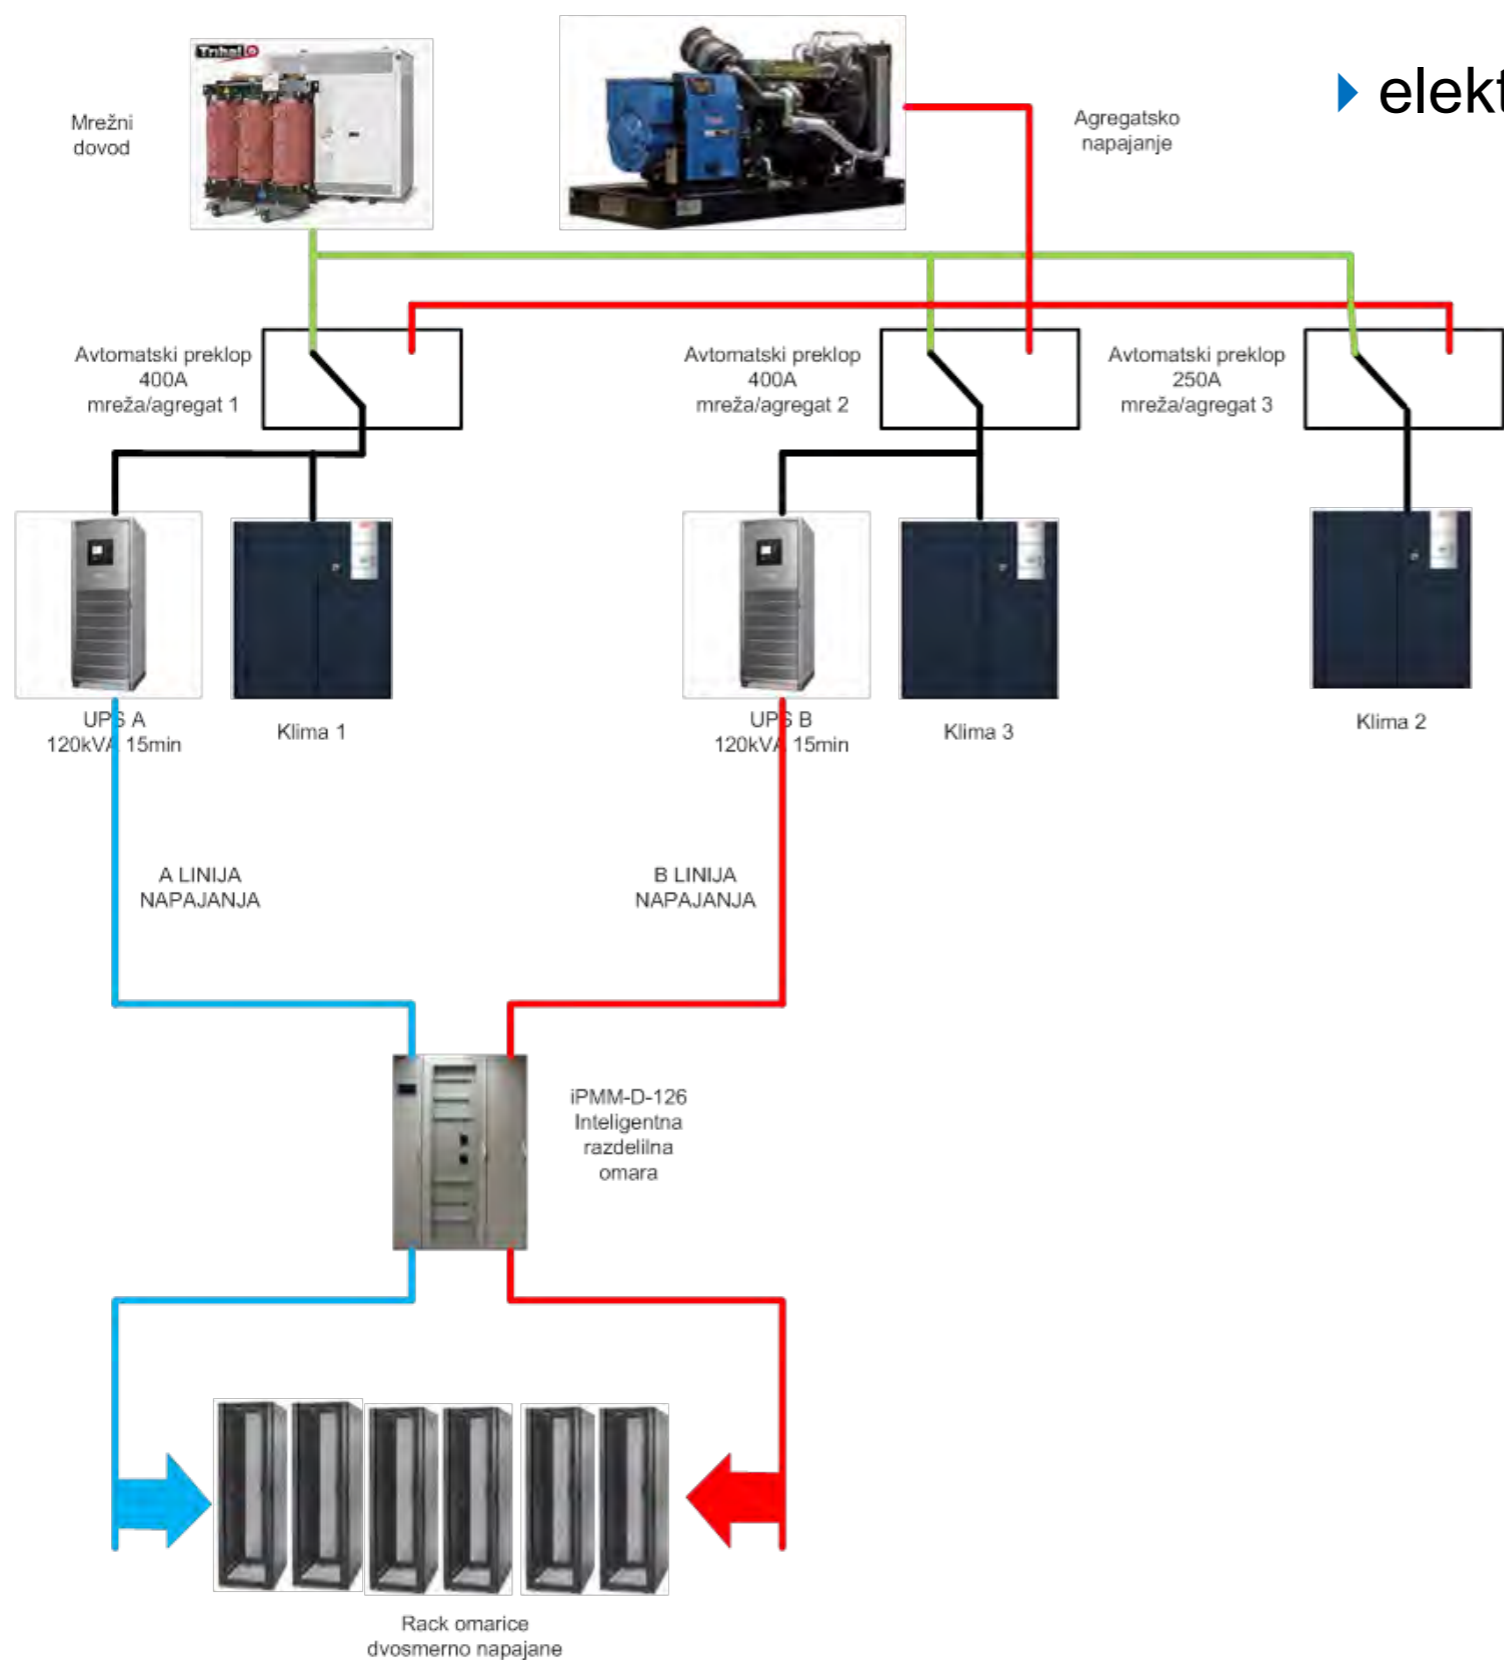 Trihal
Mrežni
dovod
Agregatsko
napajanje
Avtomatski preklop
400A
mreža/agregat 1
Avtomatski preklop
400A
mreža/agregat 2
Avtomatski preklop
250A
mreža/agregat 3
UPS A
120kVA 15min
Klima 1
UPS B
120kVA 15min
Klima 3
Klima 2
A LINIJA
NAPAJANJA
B LINIJA
NAPAJANJA
iPMM-D-126
Inteligentna
razdelilna
omara
Rack omarice
dvosmerno napajane